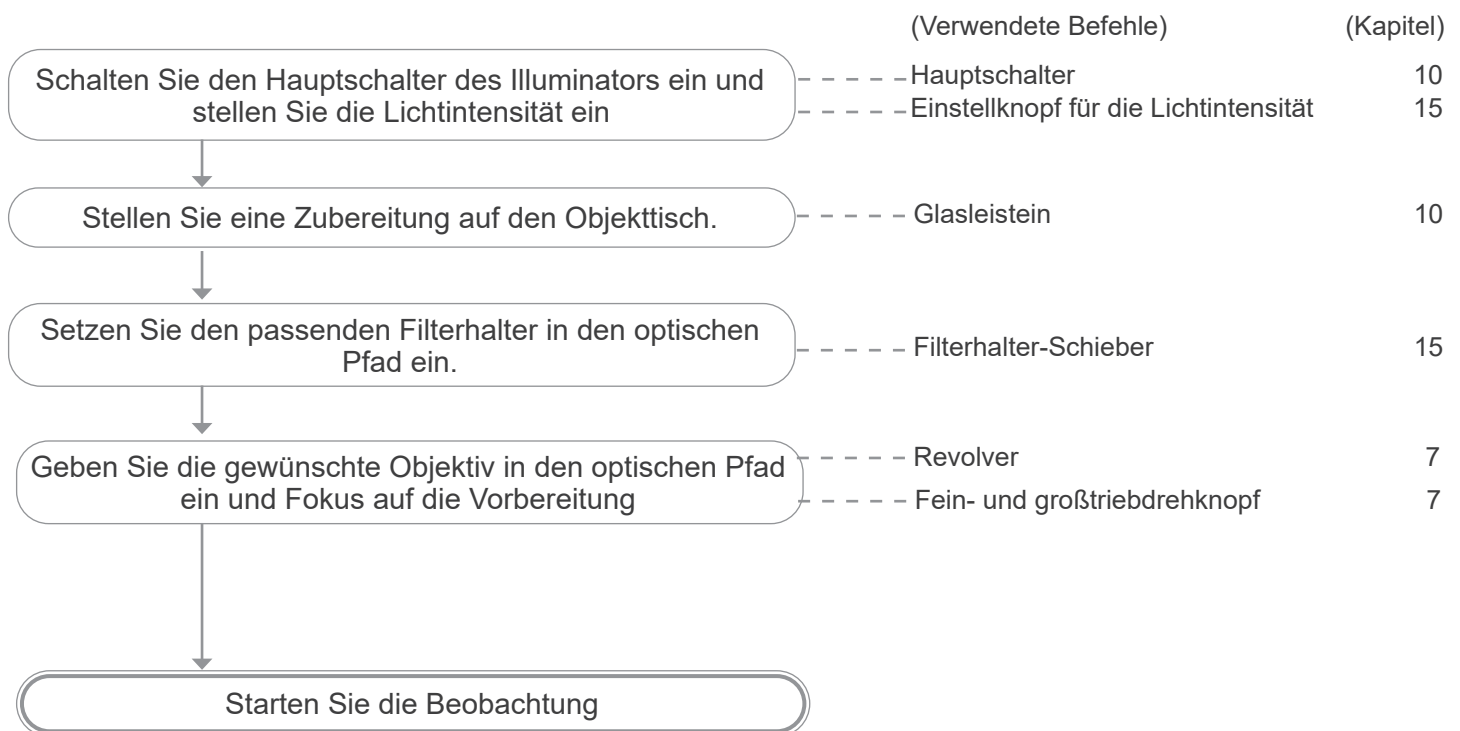 (Verwendete Befehle) (Kapitel)
Schalten Sie den Hauptschalter des Illuminators ein und
stellen Sie die Lichtintensität ein
Hauptschalter 10
Einstellknopf für die Lichtintensität 15
Stellen Sie eine Zubereitung auf den Objekttisch.
Glasleistein 10
Setzen Sie den passenden Filterhalter in den optischen
Pfad ein.
Filterhalter-Schieber 15
Geben Sie die gewünschte Objektiv in den optischen Pfad
ein und Fokus auf die Vorbereitung
Revolver 7
Fein- und großtriebdrehknopf 7
Starten Sie die Beobachtung